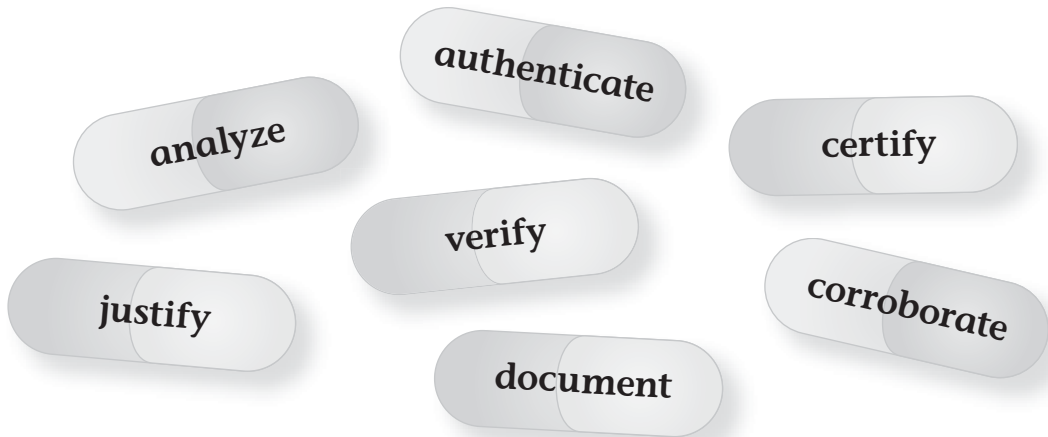 authenticate
analyze
certify
verify
justify
corroborate
document